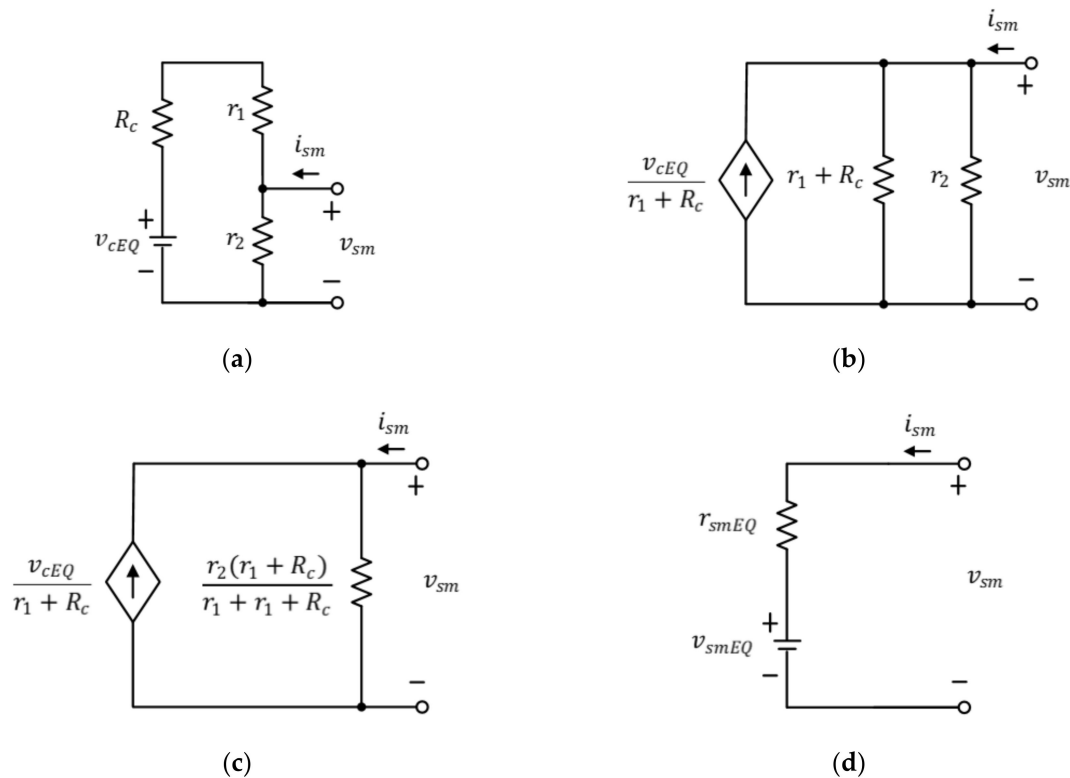 i_sm
R_c
r_1
+
v_cEQ
−
r_2
+
v_sm
−
(a)
i_sm
+
v_cEQ
r_1 + R_c
r_1 + R_c
r_2
v_sm
−
(b)
i_sm
+
v_cEQ
r_1 + R_c
r_2(r_1 + R_c)
r_1 + r_1 + R_c
v_sm
−
(c)
i_sm
+
r_smEQ
v_sm
+
v_smEQ
−
−
(d)